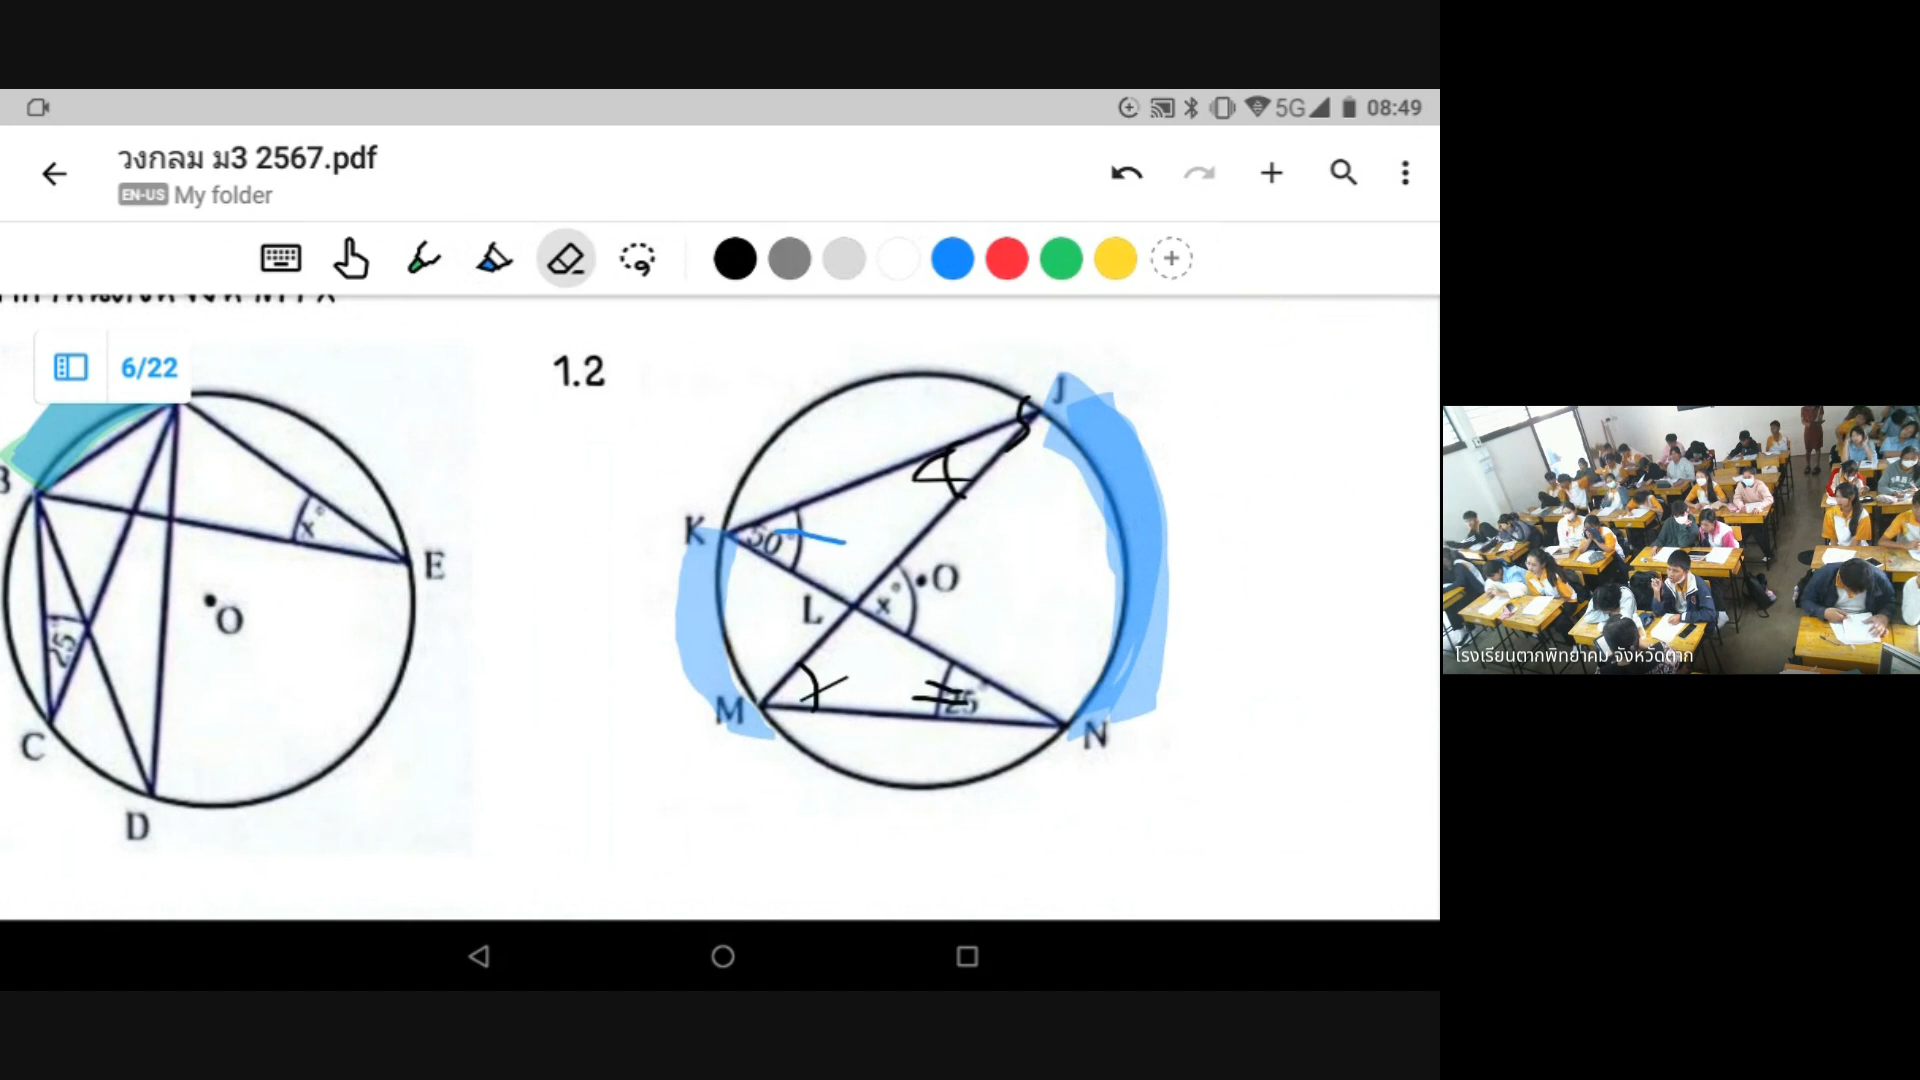 5G 08:49
วงกลม ม3 2567.pdf
EN-US My folder
6/22
1.2
B
E
x°
O
25
C
D
J
K
50°
O
L
x°
M
25°
N
โรงเรียนตากพิทยาคม จังหวัดตาก